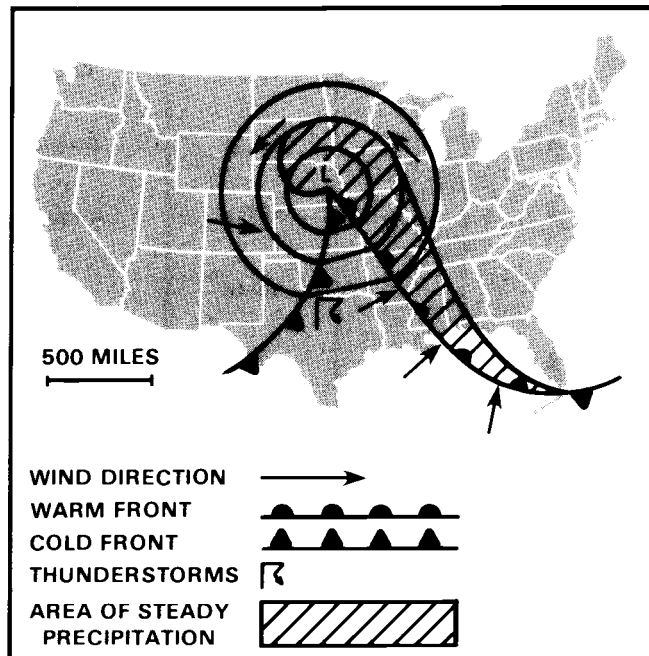 L
500 MILES
WIND DIRECTION
WARM FRONT
COLD FRONT
THUNDERSTORMS
AREA OF STEADY
PRECIPITATION